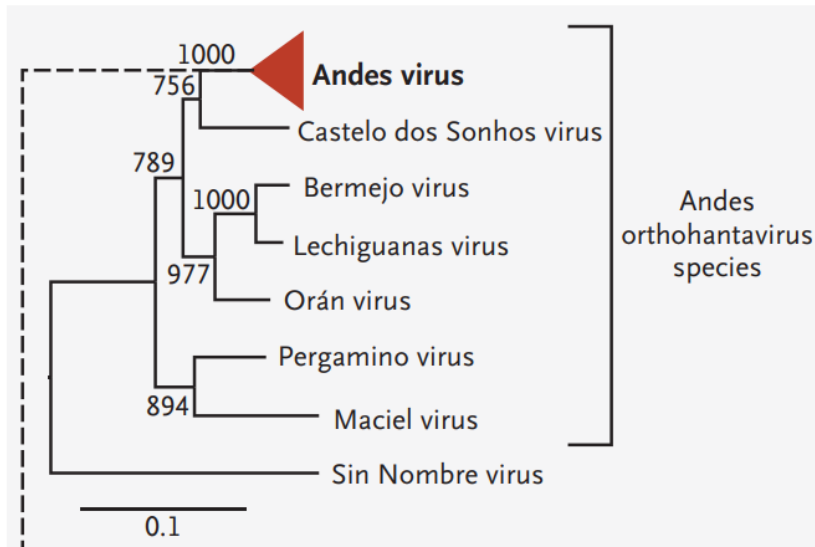 1000
Andes virus
756
Castelo dos Sonhos virus
789
Bermejo virus
1000
Lechiguanas virus
977
Orán virus
Pergamino virus
894
Maciel virus
Sin Nombre virus
0.1
Andes
orthohantavirus
species